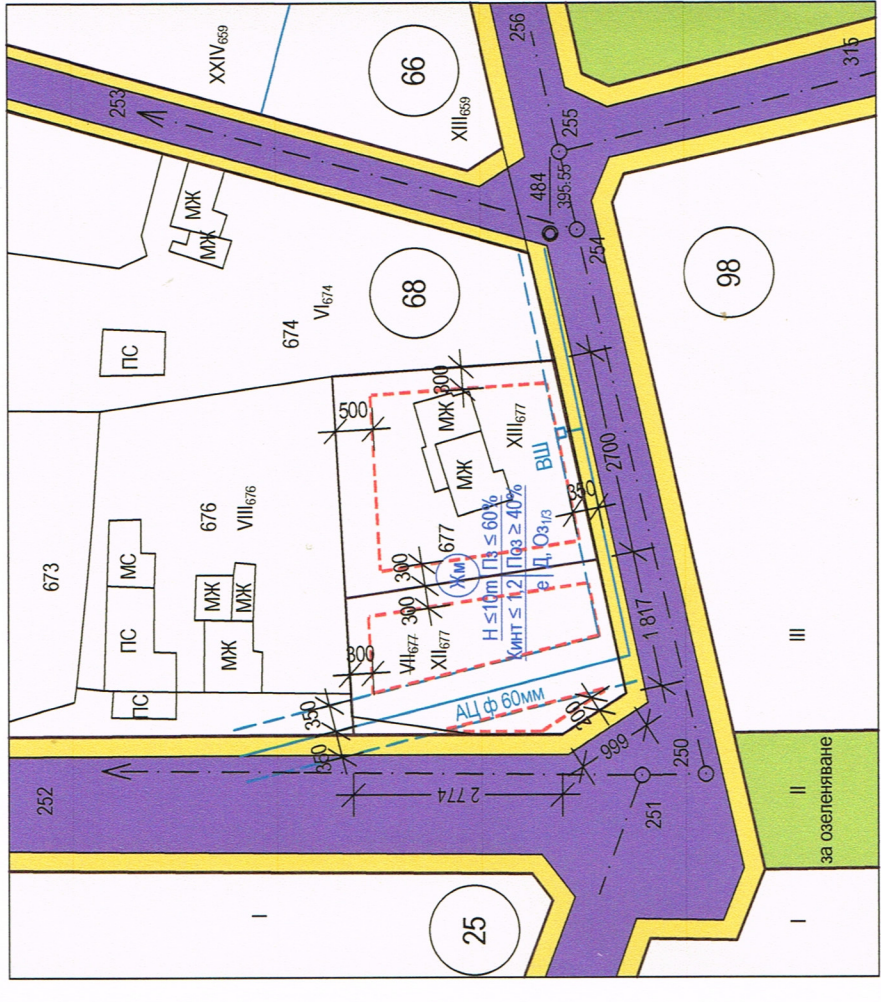 XXIV659
66
XIII659
256
315
255
253
484
395.55
254
МЖ
МЖ
68
98
ПС
674
VI674
500
300
МЖ
МЖ
XIII677
ВШ
2700
350
673
676
VIII676
677
Жм
H ≤10m Пз ≤ 60%
Кинт ≤ 1,2 Поз ≥ 40%
е Д, Оз1/3
300
300
МС
ПС
МЖ
МЖ
МЖ
ПС
300
VII677
XII677
1 817
III
350
350
АЦ ф 60мм
200
999
250
251
252
2 774
II
за озеленяване
I
25
I